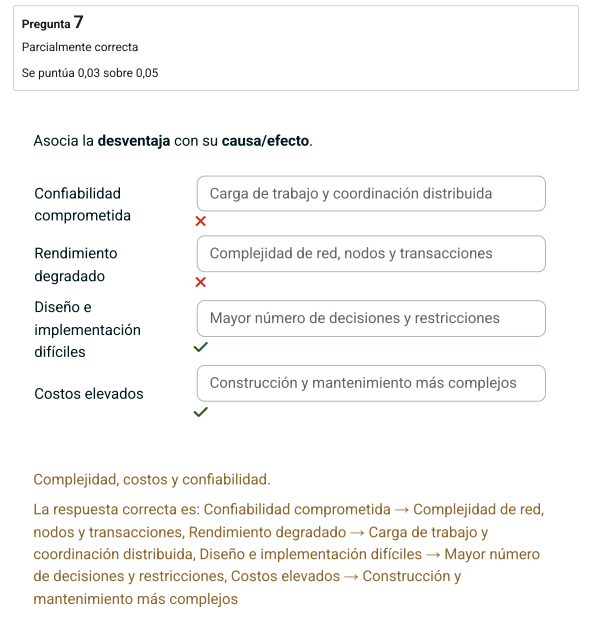 Pregunta 7
Parcialmente correcta
Se puntúa 0,03 sobre 0,05
Asocia la desventaja con su causa/efecto.
Confiabilidad
comprometida
Carga de trabajo y coordinación distribuida
Rendimiento
degradado
Complejidad de red, nodos y transacciones
Diseño e
implementación
difíciles
Mayor número de decisiones y restricciones
Costos elevados
Construcción y mantenimiento más complejos
Complejidad, costos y confiabilidad.
La respuesta correcta es: Confiabilidad comprometida → Complejidad de red,
nodos y transacciones, Rendimiento degradado → Carga de trabajo y
coordinación distribuida, Diseño e implementación difíciles → Mayor número
de decisiones y restricciones, Costos elevados → Construcción y
mantenimiento más complejos